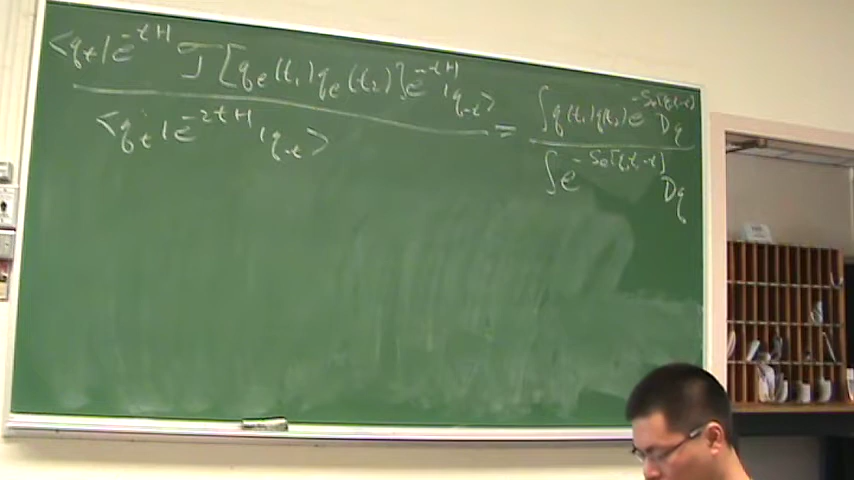 <q_t|e^{-tH} T[q_e(t_1)q_e(t_2)]e^{-tH}|q_{-t}>
<q_t|e^{-2tH}|q_{-t}>
=
∫q(t_1)q(t_2)e^{-S_e[q,t,-t]}Dq
∫e^{-S_e[q,t,-t]}Dq